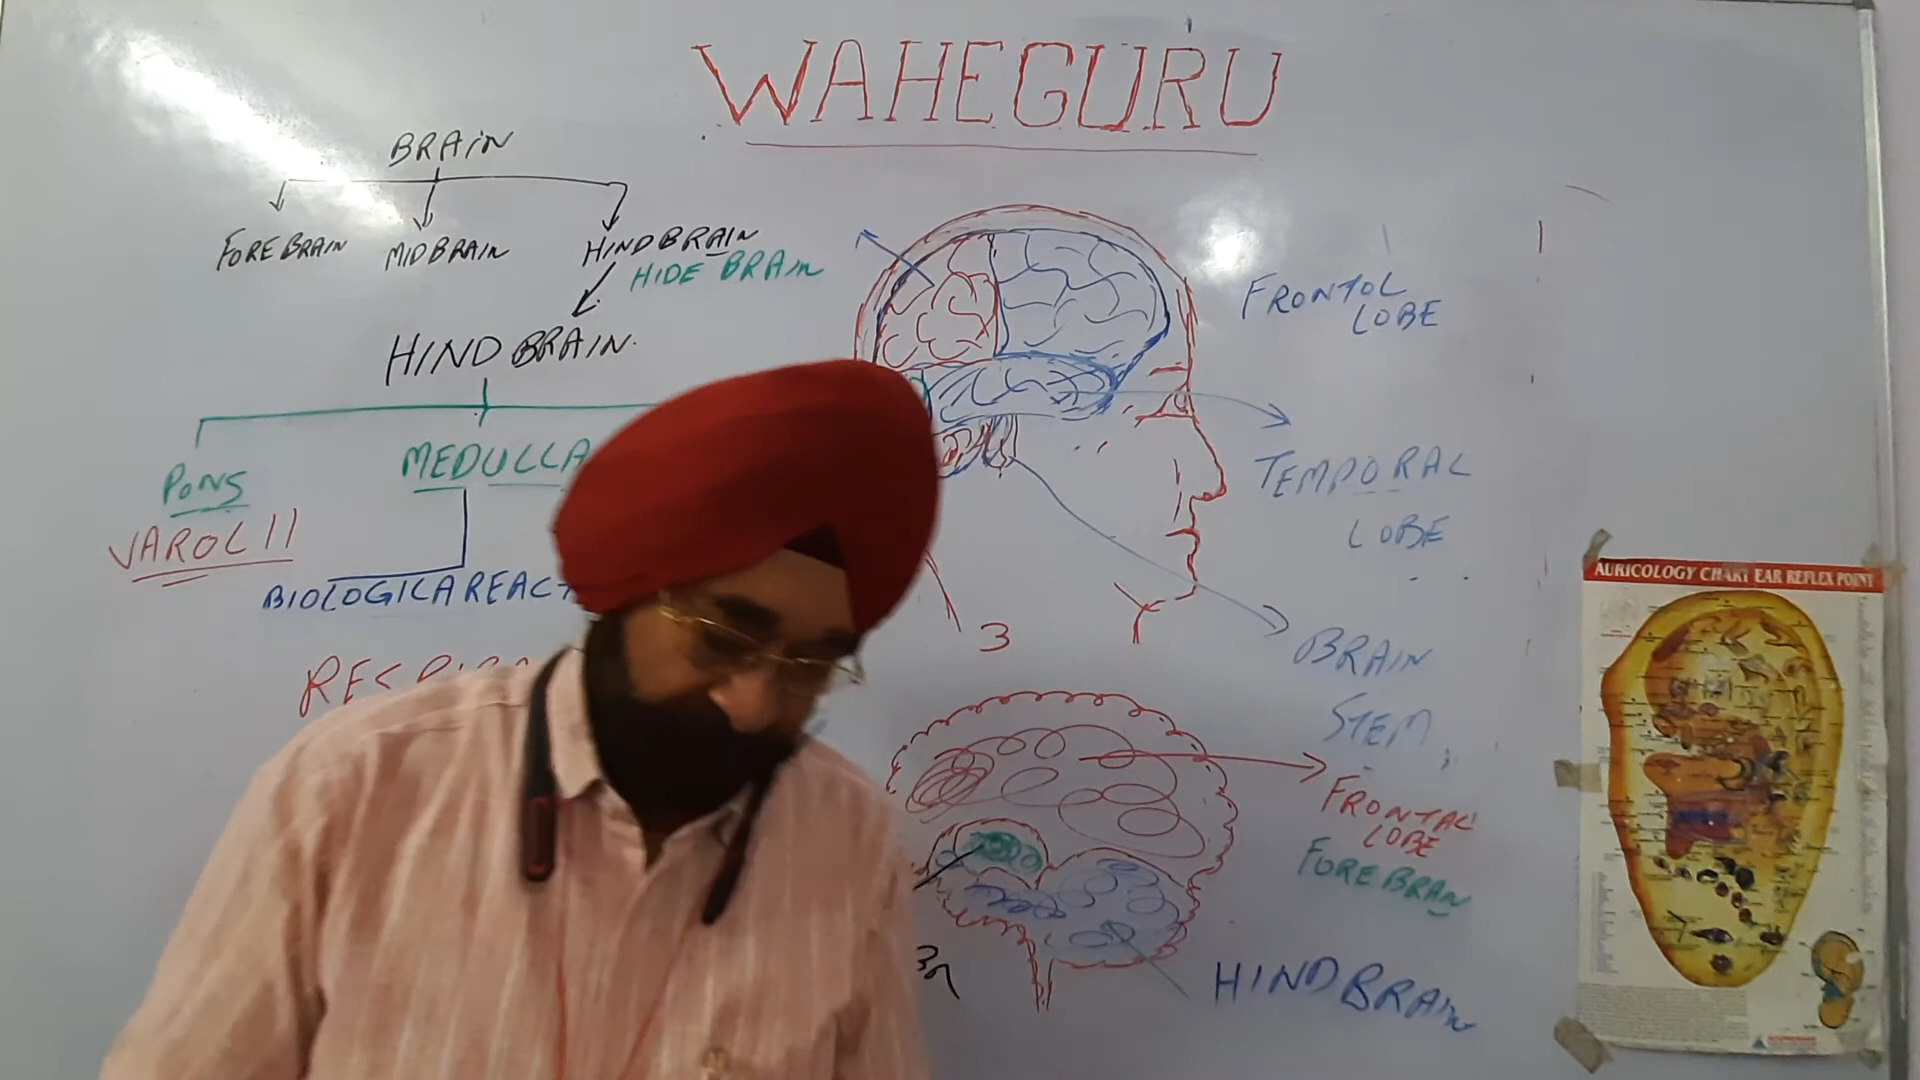 WAHEGURU
BRAIN
FOREBRAIN MIDBRAIN HINDBRAIN
HIDE BRAIN
HINDBRAIN
PONS MEDULLA
VAROLII
BIOLOGICAREACT
FRONTOL
LOBE
TEMPORAL
LOBE
3
BRAIN
STEM
FRONTAL
LOBE
FOREBRAN
HINDBRAIN
AURICOLOGY CHART EAR REFLEX POINT